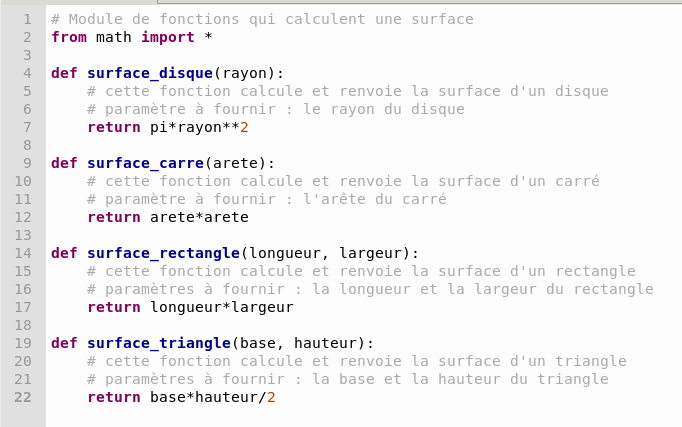 1 # Module de fonctions qui calculent une surface
2 from math import *
3
4 def surface_disque(rayon):
5     # cette fonction calcule et renvoie la surface d'un disque
6     # paramètre à fournir : le rayon du disque
7     return pi*rayon**2
8
9 def surface_carre(arete):
10     # cette fonction calcule et renvoie la surface d'un carré
11     # paramètre à fournir : l'arête du carré
12     return arete*arete
13
14 def surface_rectangle(longueur, largeur):
15     # cette fonction calcule et renvoie la surface d'un rectangle
16     # paramètres à fournir : la longueur et la largeur du rectangle
17     return longueur*largeur
18
19 def surface_triangle(base, hauteur):
20     # cette fonction calcule et renvoie la surface d'un triangle
21     # paramètres à fournir : la base et la hauteur du triangle
22     return base*hauteur/2